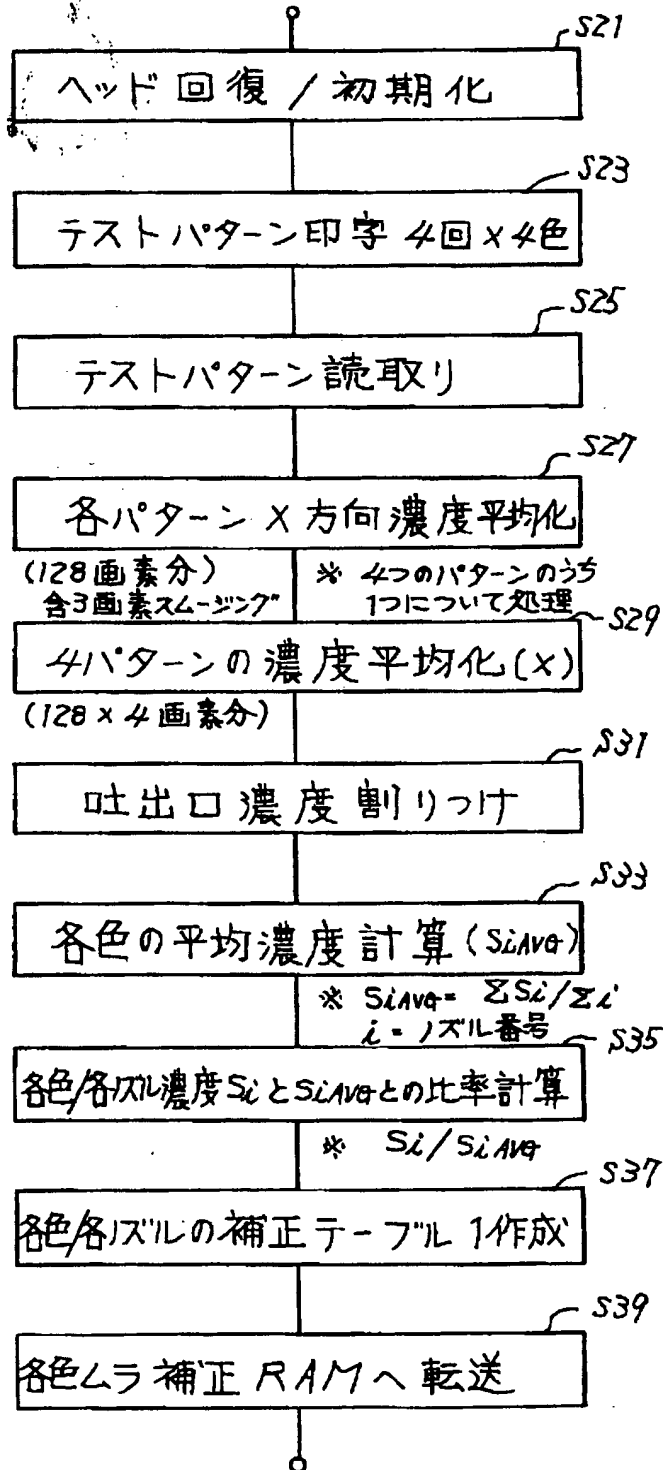 S21
ヘッド回復/初期化
S23
テストパターン印字 4回×4色
S25
テストパターン読取り
S27
各パターンX方向濃度平均化
(128画素分)
含3画素スムージング
※ 4つのパターンのうち
1つについて処理
S29
4パターンの濃度平均化(X)
(128×4画素分)
S31
吐出口濃度割りつけ
S33
各色の平均濃度計算(SiAVG)
※ SiAVG= ΣSi/Σi
i=ノズル番号
S35
各色/各ノズル濃度SiとSiAVGとの比率計算
※ Si/SiAVG
S37
各色/各ノズルの補正テーブル1作成
S39
各色ムラ補正RAMへ転送